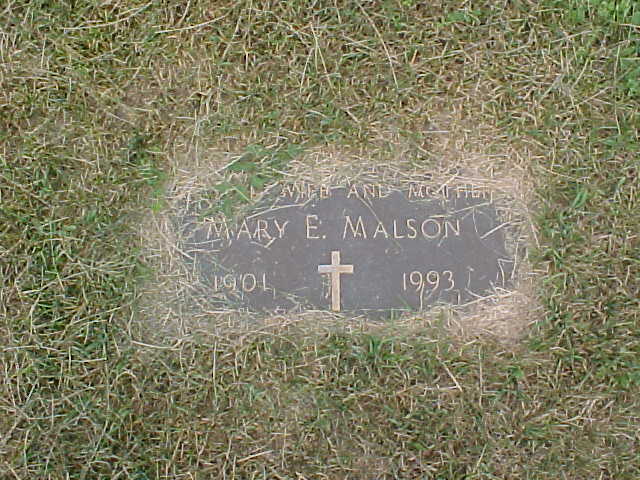 WIFE AND MOTHER
MARY E. MALSON
1901 1993